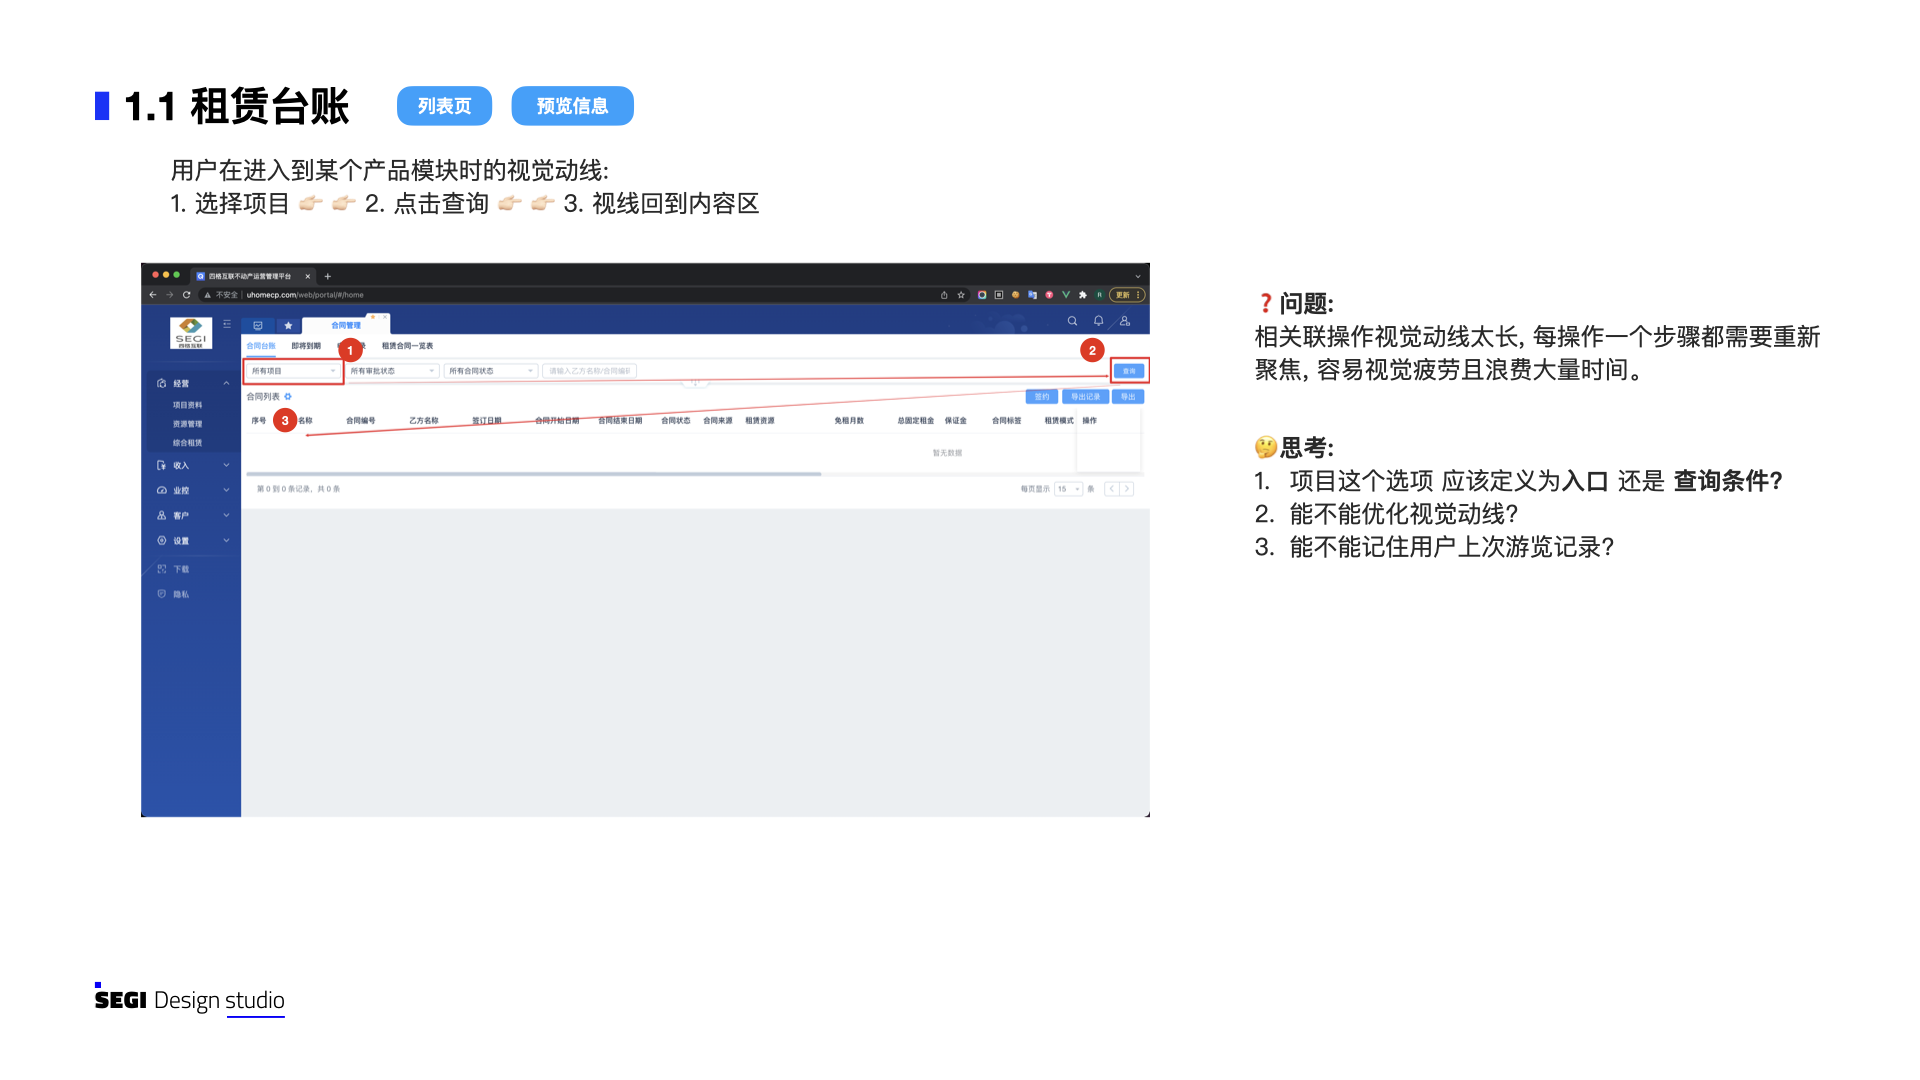 1.1 租赁台账
列表页
预览信息
用户在进入到某个产品模块时的视觉动线:
1. 选择项目 👉🏻 👉🏻 2. 点击查询 👉🏻 👉🏻 3. 视线回到内容区
四格互联不动产运营管理平台
不安全 | uhomecp.com/web/portal/#/home
更新
SEGI
四格互联
合同管理
合同台账 即将到期 租赁合同一览表
1
2
所有项目 所有审批状态 所有合同状态 请输入乙方名称/合同编
查询
合同列表
签约 导出记录 导出
序号 3 名称 合同编号 乙方名称 签订日期 合同开始日期 合同结束日期 合同状态 合同来源 租赁资源 免租月数 总固定租金 保证金 合同标签 租赁模式 操作
暂无数据
第 0 到 0 条记录，共 0 条
每页显示 15 条
经营
项目资料
资源管理
综合租赁
收入
业控
客户
设置
下载
隐私
❓问题:
相关联操作视觉动线太长, 每操作一个步骤都需要重新
聚焦, 容易视觉疲劳且浪费大量时间。
🤔思考:
1. 项目这个选项 应该定义为入口 还是 查询条件?
2. 能不能优化视觉动线?
3. 能不能记住用户上次游览记录?
SEGI Design studio